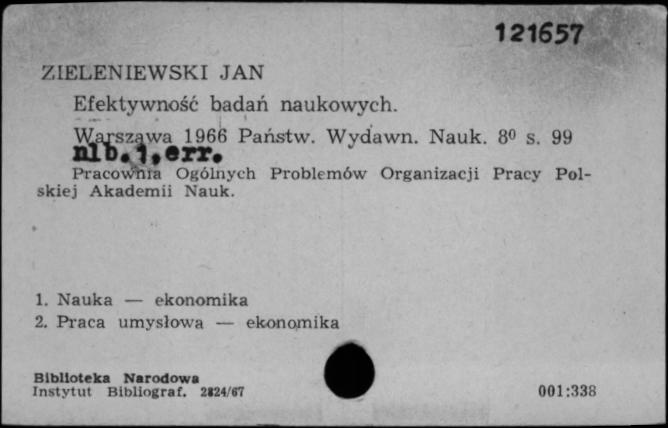 121657
ZIELENIEWSKI JAN
Efektywność badań naukowych.
Warszawa 1966 Państw. Wydawn. Nauk. 8⁰ s. 99
nlb. 1, err.
Pracownia Ogólnych Problemów Organizacji Pracy Pol-
skiej Akademii Nauk.
1. Nauka — ekonomika
2. Praca umysłowa — ekonomika
Biblioteka Narodowa
Instytut Bibliograf. 2824/67
001:338